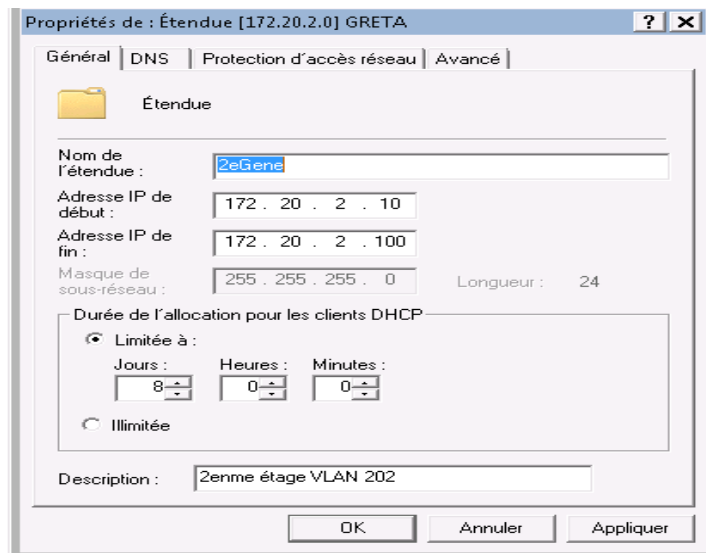 Propriétés de : Étendue [172.20.2.0] GRETA
? X
Général DNS Protection d'accès réseau Avancé
Étendue
Nom de
l'étendue :
2eGene
Adresse IP de
début :
172 . 20 . 2 . 10
Adresse IP de
fin :
172 . 20 . 2 . 100
Masque de
sous-réseau :
255 . 255 . 255 . 0
Longueur : 24
Durée de l'allocation pour les clients DHCP
Limitée à :
Jours : Heures : Minutes :
8 0 0
Illimitée
Description : 2enme étage VLAN 202
OK Annuler Appliquer